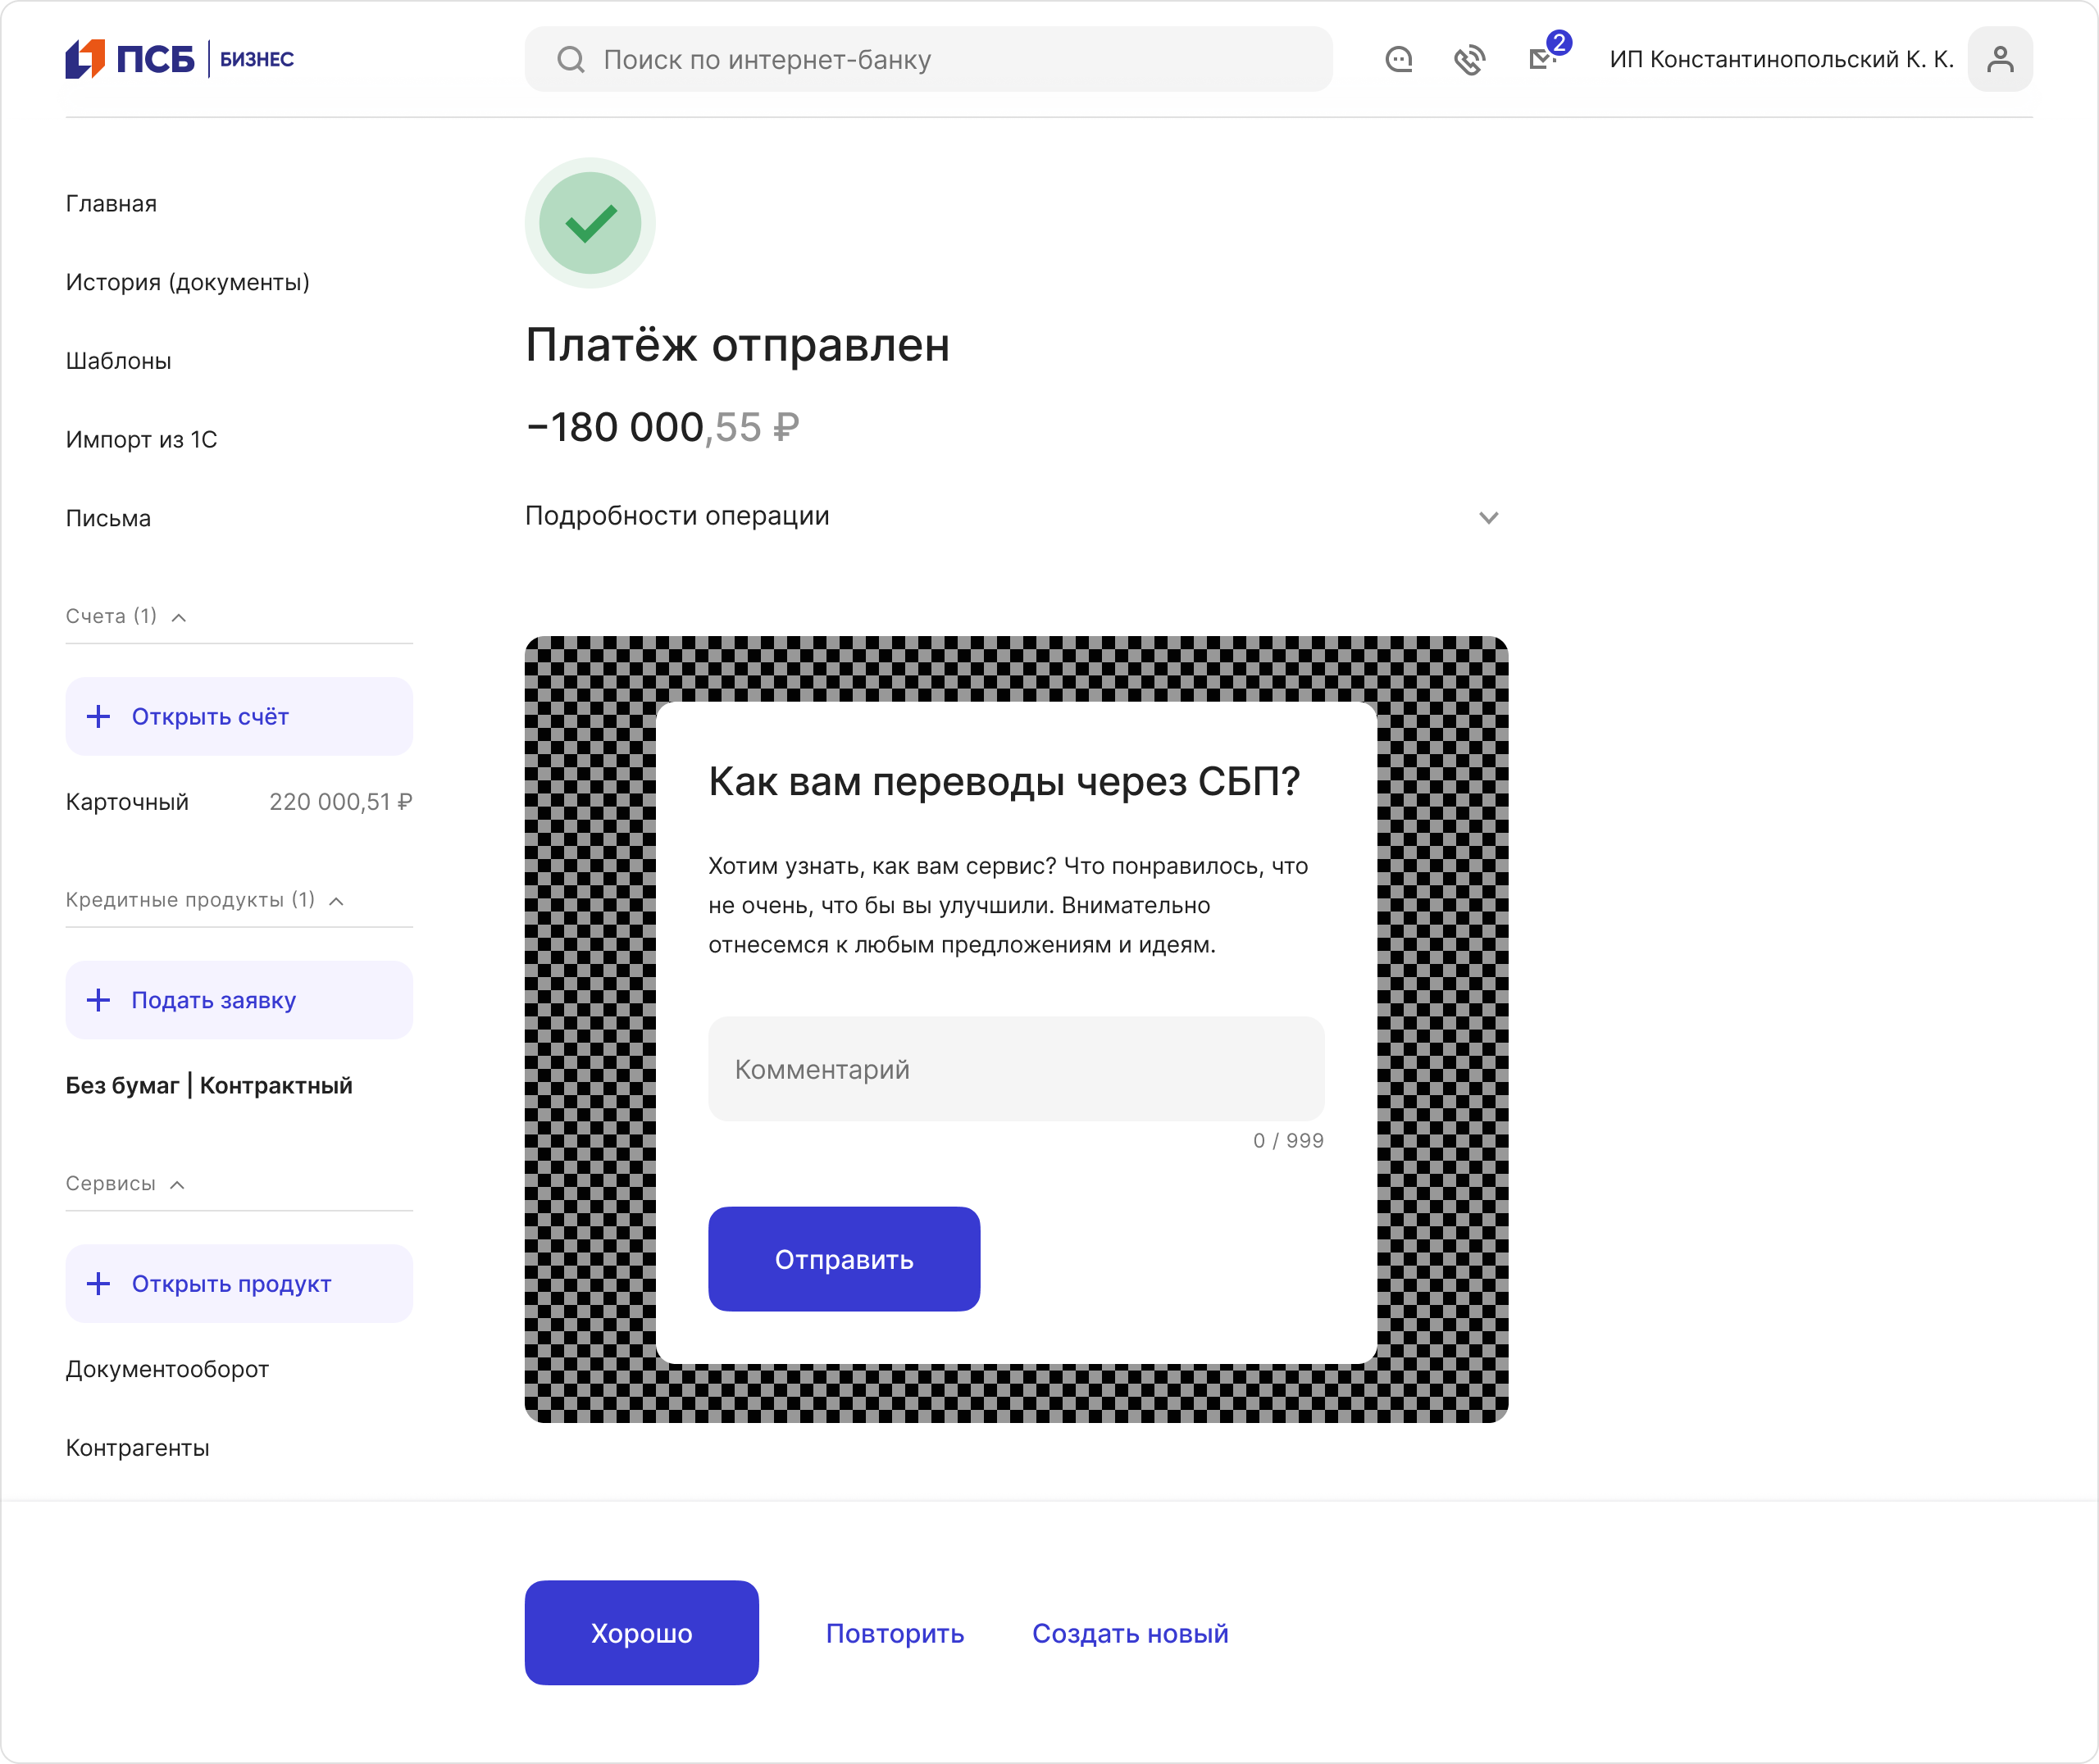 ПСБ БИЗНЕС
Поиск по интернет-банку
2
ИП Константинопольский К. К.
Главная
История (документы)
Шаблоны
Импорт из 1С
Письма
Счета (1)
Открыть счёт
Карточный 220 000,51 ₽
Кредитные продукты (1)
Подать заявку
Без бумаг | Контрактный
Сервисы
Открыть продукт
Документооборот
Контрагенты
Платёж отправлен
−180 000,55 ₽
Подробности операции
Как вам переводы через СБП?
Хотим узнать, как вам сервис? Что понравилось, что
не очень, что бы вы улучшили. Внимательно
отнесемся к любым предложениям и идеям.
Комментарий
0 / 999
Отправить
Хорошо
Повторить
Создать новый